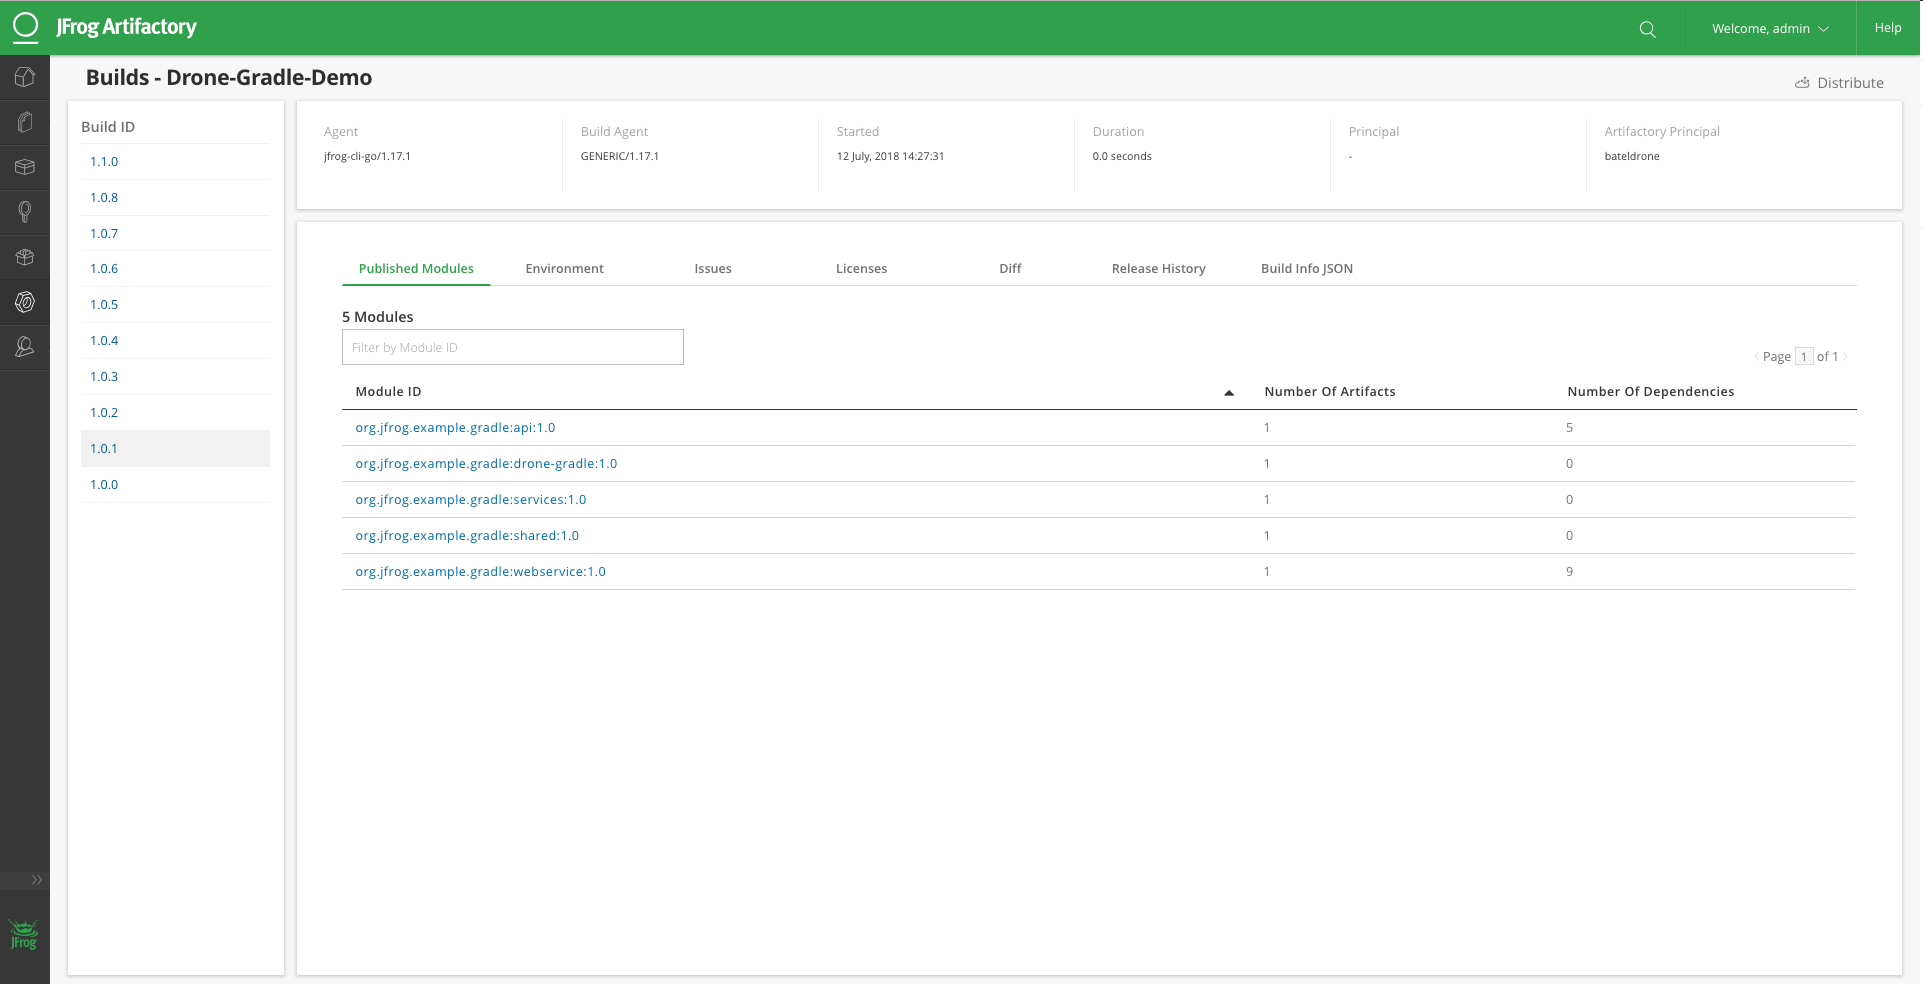 JFrog Artifactory
Welcome, admin
Help
Builds - Drone-Gradle-Demo
Distribute
Build ID
1.1.0
1.0.8
1.0.7
1.0.6
1.0.5
1.0.4
1.0.3
1.0.2
1.0.1
1.0.0
Agent Build Agent Started Duration Principal Artifactory Principal
jfrog-cli-go/1.17.1 GENERIC/1.17.1 12 July, 2018 14:27:31 0.0 seconds - bateldrone
Published Modules Environment Issues Licenses Diff Release History Build Info JSON
5 Modules
Filter by Module ID
Page 1 of 1
Module ID Number Of Artifacts Number Of Dependencies
org.jfrog.example.gradle:api:1.0 1 5
org.jfrog.example.gradle:drone-gradle:1.0 1 0
org.jfrog.example.gradle:services:1.0 1 0
org.jfrog.example.gradle:shared:1.0 1 0
org.jfrog.example.gradle:webservice:1.0 1 9
JFrog